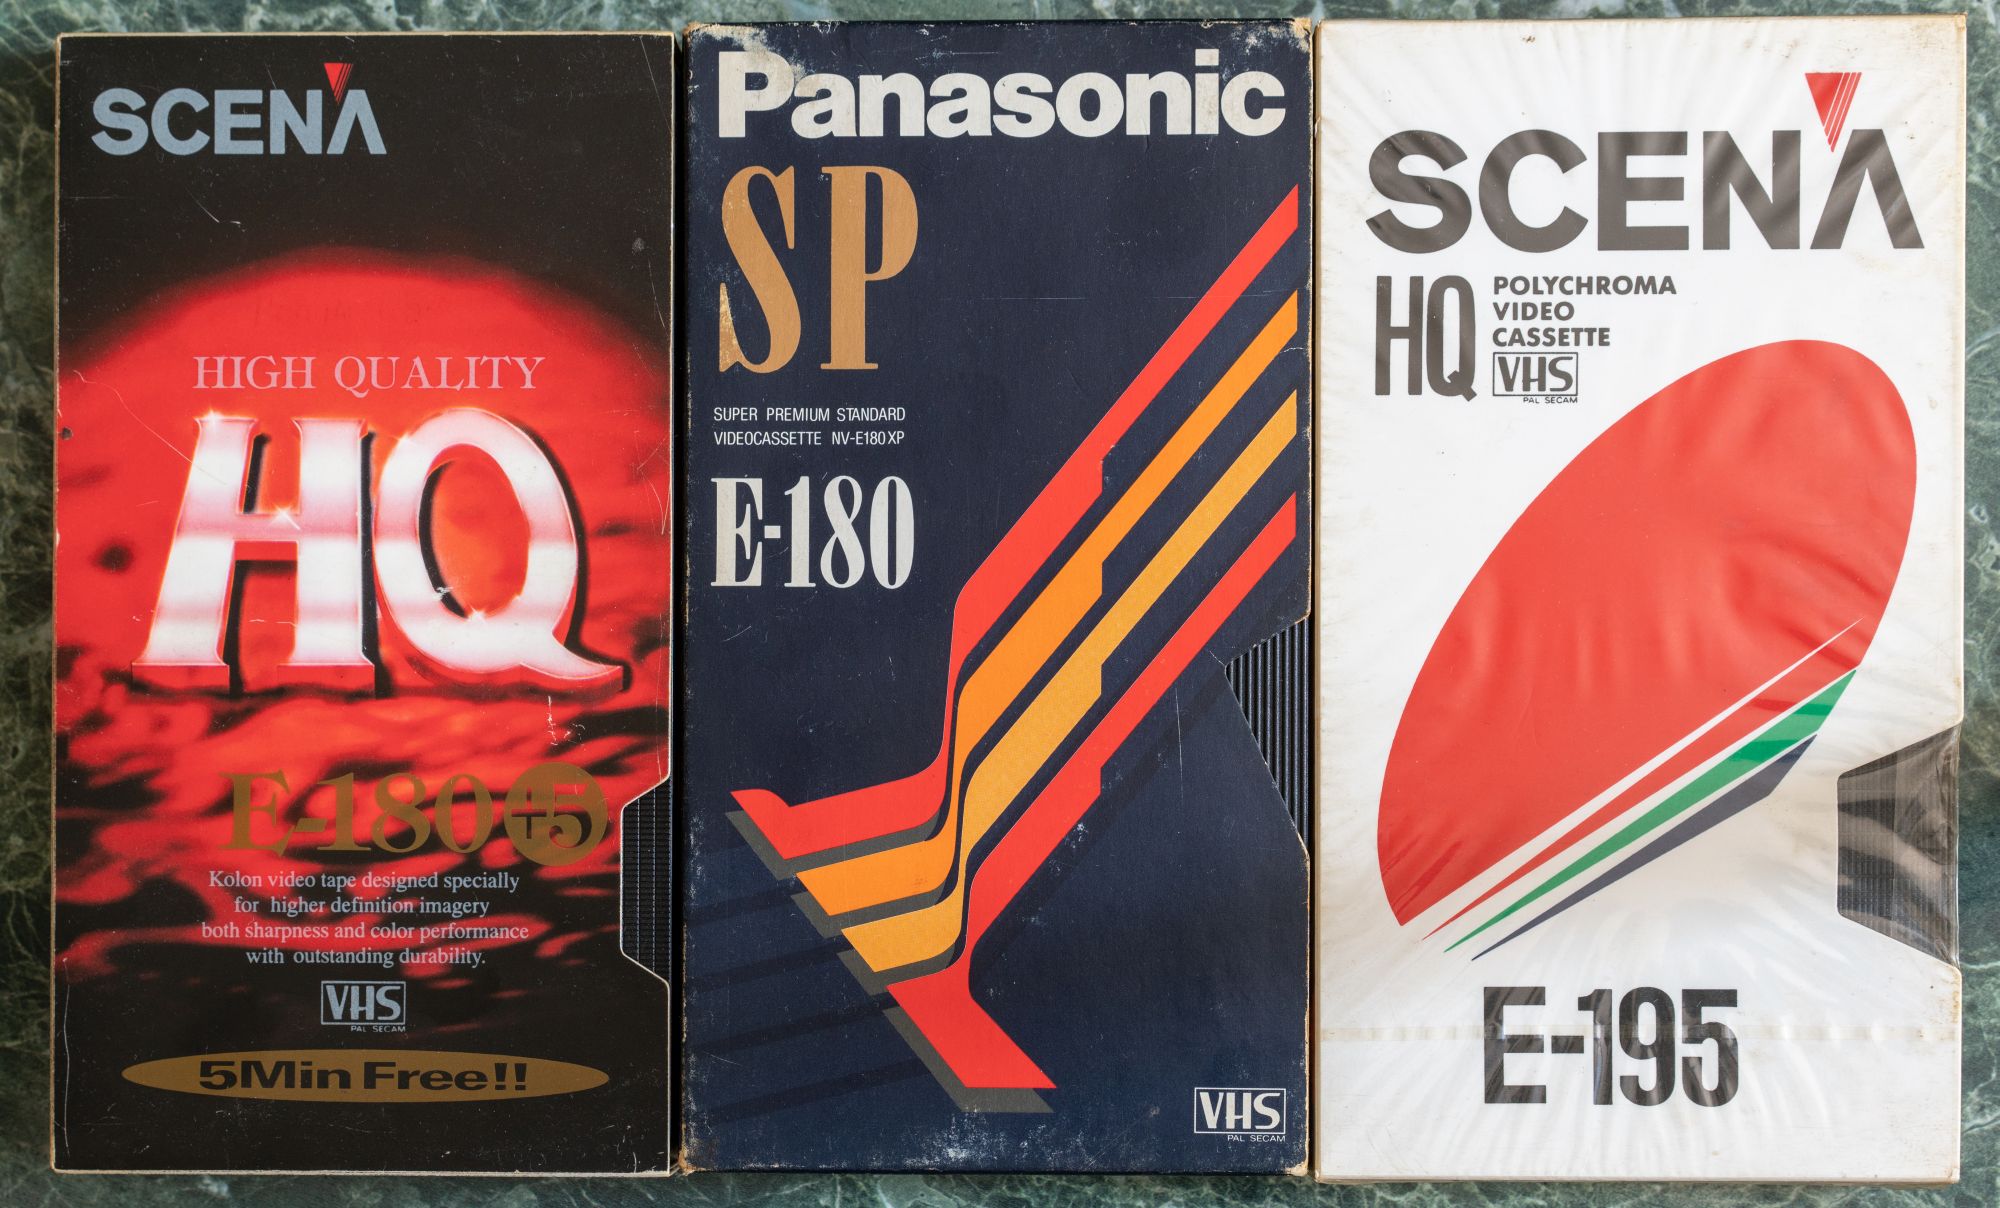 SCENA
HIGH QUALITY
HQ
E-180+5
Kolon video tape designed specially
for higher definition imagery
both sharpness and color performance
with outstanding durability.
VHS
PAL SECAM
5Min Free!!
Panasonic
SP
SUPER PREMIUM STANDARD
VIDEOCASSETTE NV-E180XP
E-180
VHS
PAL SECAM
SCENA
HQ
POLYCHROMA
VIDEO
CASSETTE
VHS
PAL SECAM
E-195